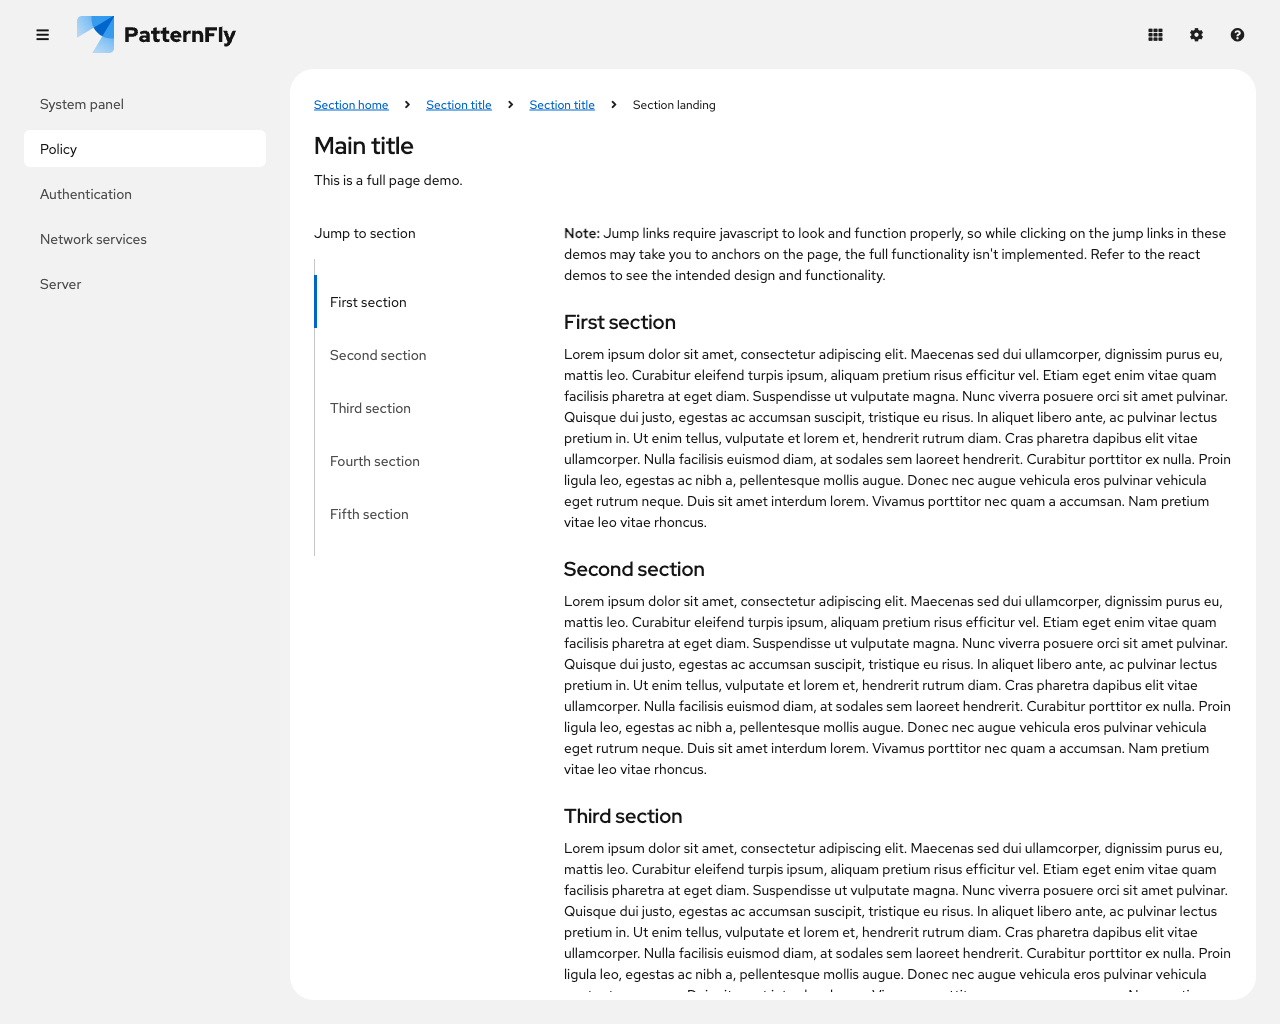 PatternFly
System panel
Policy
Authentication
Network services
Server
Section home
Section title
Section title
Section landing
Main title
This is a full page demo.
Jump to section
First section
Second section
Third section
Fourth section
Fifth section
Note: Jump links require javascript to look and function properly, so while clicking on the jump links in these
demos may take you to anchors on the page, the full functionality isn't implemented. Refer to the react
demos to see the intended design and functionality.
First section
Lorem ipsum dolor sit amet, consectetur adipiscing elit. Maecenas sed dui ullamcorper, dignissim purus eu,
mattis leo. Curabitur eleifend turpis ipsum, aliquam pretium risus efficitur vel. Etiam eget enim vitae quam
facilisis pharetra at eget diam. Suspendisse ut vulputate magna. Nunc viverra posuere orci sit amet pulvinar.
Quisque dui justo, egestas ac accumsan suscipit, tristique eu risus. In aliquet libero ante, ac pulvinar lectus
pretium in. Ut enim tellus, vulputate et lorem et, hendrerit rutrum diam. Cras pharetra dapibus elit vitae
ullamcorper. Nulla facilisis euismod diam, at sodales sem laoreet hendrerit. Curabitur porttitor ex nulla. Proin
ligula leo, egestas ac nibh a, pellentesque mollis augue. Donec nec augue vehicula eros pulvinar vehicula
eget rutrum neque. Duis sit amet interdum lorem. Vivamus porttitor nec quam a accumsan. Nam pretium
vitae leo vitae rhoncus.
Second section
Lorem ipsum dolor sit amet, consectetur adipiscing elit. Maecenas sed dui ullamcorper, dignissim purus eu,
mattis leo. Curabitur eleifend turpis ipsum, aliquam pretium risus efficitur vel. Etiam eget enim vitae quam
facilisis pharetra at eget diam. Suspendisse ut vulputate magna. Nunc viverra posuere orci sit amet pulvinar.
Quisque dui justo, egestas ac accumsan suscipit, tristique eu risus. In aliquet libero ante, ac pulvinar lectus
pretium in. Ut enim tellus, vulputate et lorem et, hendrerit rutrum diam. Cras pharetra dapibus elit vitae
ullamcorper. Nulla facilisis euismod diam, at sodales sem laoreet hendrerit. Curabitur porttitor ex nulla. Proin
ligula leo, egestas ac nibh a, pellentesque mollis augue. Donec nec augue vehicula eros pulvinar vehicula
eget rutrum neque. Duis sit amet interdum lorem. Vivamus porttitor nec quam a accumsan. Nam pretium
vitae leo vitae rhoncus.
Third section
Lorem ipsum dolor sit amet, consectetur adipiscing elit. Maecenas sed dui ullamcorper, dignissim purus eu,
mattis leo. Curabitur eleifend turpis ipsum, aliquam pretium risus efficitur vel. Etiam eget enim vitae quam
facilisis pharetra at eget diam. Suspendisse ut vulputate magna. Nunc viverra posuere orci sit amet pulvinar.
Quisque dui justo, egestas ac accumsan suscipit, tristique eu risus. In aliquet libero ante, ac pulvinar lectus
pretium in. Ut enim tellus, vulputate et lorem et, hendrerit rutrum diam. Cras pharetra dapibus elit vitae
ullamcorper. Nulla facilisis euismod diam, at sodales sem laoreet hendrerit. Curabitur porttitor ex nulla. Proin
ligula leo, egestas ac nibh a, pellentesque mollis augue. Donec nec augue vehicula eros pulvinar vehicula